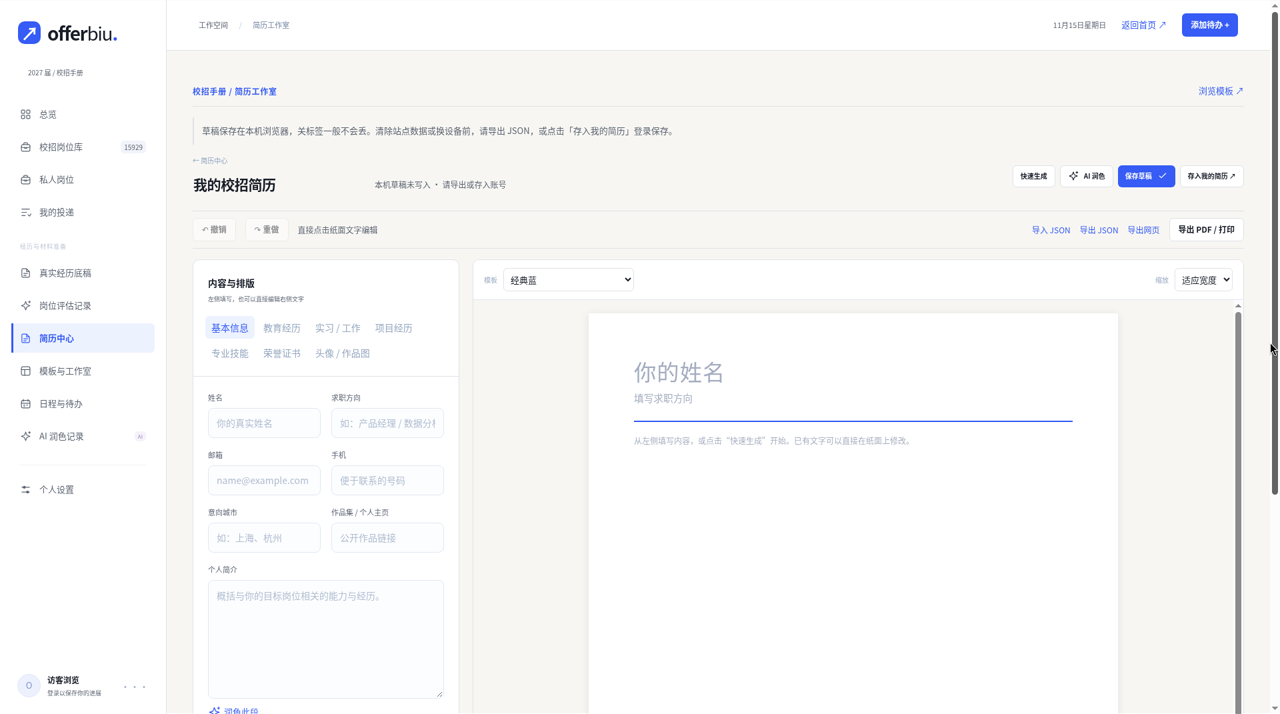 offerbiu.
2027 届 / 校招手册
总览
校招岗位库 15929
私人岗位
我的投递
经历与材料准备
真实经历底稿
岗位评估记录
简历中心
模板与工作室
日程与待办
AI 润色记录 AI
个人设置
O
访客浏览
登录以保存你的进展
工作空间 / 简历工作室
11月15日星期日
返回首页 ↗
添加待办 +
校招手册 / 简历工作室
浏览模板 ↗
草稿保存在本机浏览器，关标签一般不会丢。清除站点数据或换设备前，请导出 JSON，或点击「存入我的简历」登录保存。
← 简历中心
我的校招简历
本机草稿未写入 · 请导出或存入账号
快速生成
AI 润色
保存草稿
存入我的简历 ↗
↶ 撤销
↷ 重做
直接点击纸面文字编辑
导入 JSON
导出 JSON
导出网页
导出 PDF / 打印
内容与排版
左侧填写，也可以直接编辑右侧文字
基本信息 教育经历 实习 / 工作 项目经历
专业技能 荣誉证书 头像 / 作品图
姓名 求职方向
你的真实姓名 如：产品经理 / 数据分析
邮箱 手机
name@example.com 便于联系的号码
意向城市 作品集 / 个人主页
如：上海、杭州 公开作品链接
个人简介
概括与你的目标岗位相关的能力与经历。
润色此段
模板 经典蓝
缩放 适应宽度
你的姓名
填写求职方向
从左侧填写内容，或点击“快速生成”开始。已有文字可以直接在纸面上修改。